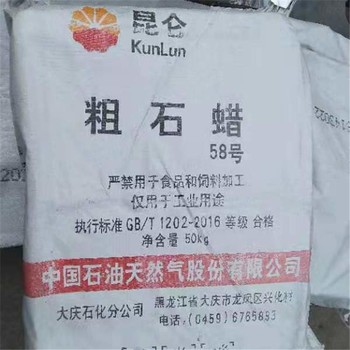 昆仑
KunLun
粗石蜡
58号
严禁用于食品和饲料加工
仅用于工业用途
执行标准 GB/T 1202-2016 等级 合格
净含量 50kg
中国石油天然气股份有限公司
大庆石化分公司
黑龙江省大庆市龙凤区兴化村
(0459) 6765893